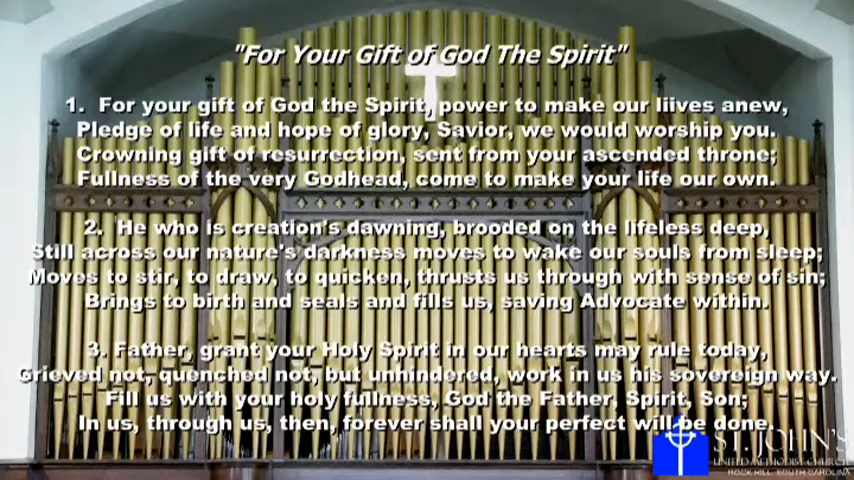 "For Your Gift of God The Spirit"
1. For your gift of God the Spirit, power to make our liives anew,
Pledge of life and hope of glory, Savior, we would worship you.
Crowning gift of resurrection, sent from your ascended throne;
Fullness of the very Godhead, come to make your life our own.
2. He who is creation's dawning, brooded on the lifeless deep,
Still across our nature's darkness moves to wake our souls from sleep;
Moves to stir, to draw, to quicken, thrusts us through with sense of sin;
Brings to birth and seals and fills us, saving Advocate within.
3. Father, grant your Holy Spirit in our hearts may rule today,
Grieved not, quenched not, but unhindered, work in us his sovereign way.
Fill us with your holy fullness, God the Father, Spirit, Son;
In us, through us, then, forever shall your perfect will be done.
ST. JOHN'S
UNITED METHODIST CHURCH
ROCK HILL, SOUTH CAROLINA